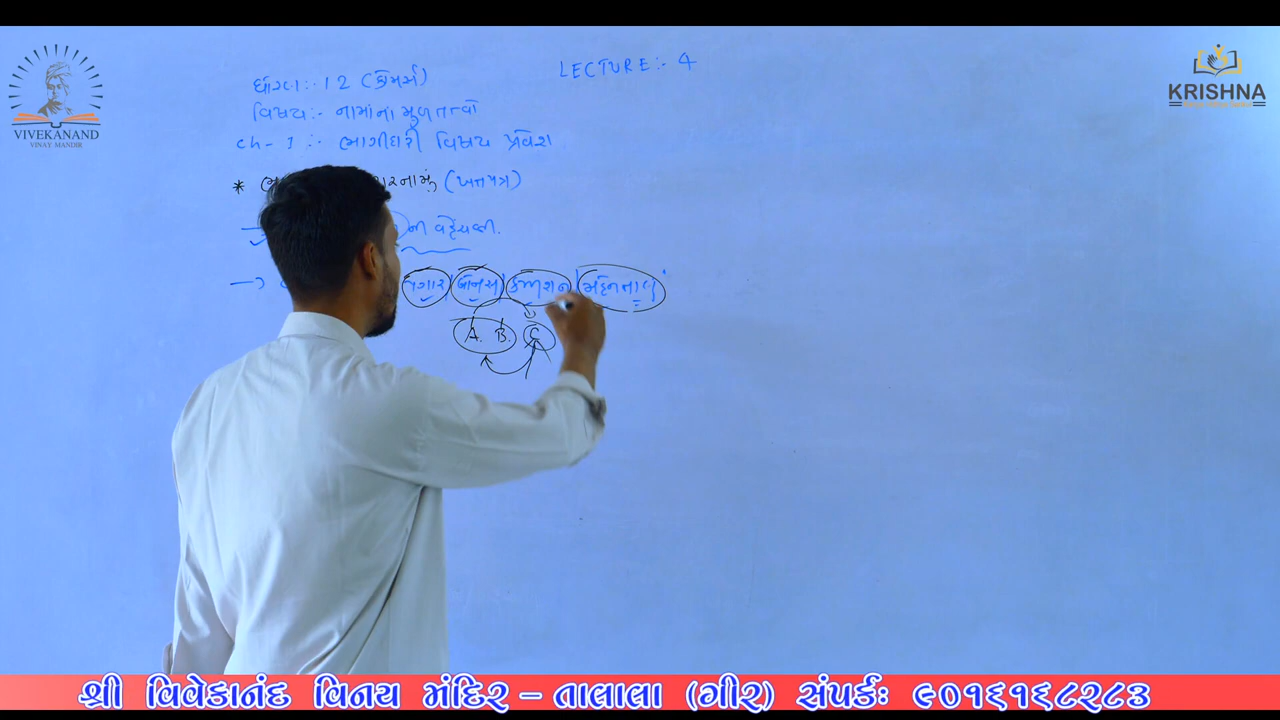 LECTURE :- 4
ધોરણ :- 12 (કોમર્સ)
વિષય :- નામાંના મુળતત્વો
ch - 1 :- ભાગીદારી વિષય પ્રવેશ
* (ખાતાપત્ર)
ની વહેંચણી.
→ પગાર બોનસ કમિશન મહેનતાણુ
A. B. C
VIVEKANAND
VINAY MANDIR
KRISHNA
શ્રી વિવેકાનંદ વિનય મંદિર – તાલાલા (ગીર) સંપર્કઃ ૯૦૧૬૧૬૮૨૮૩